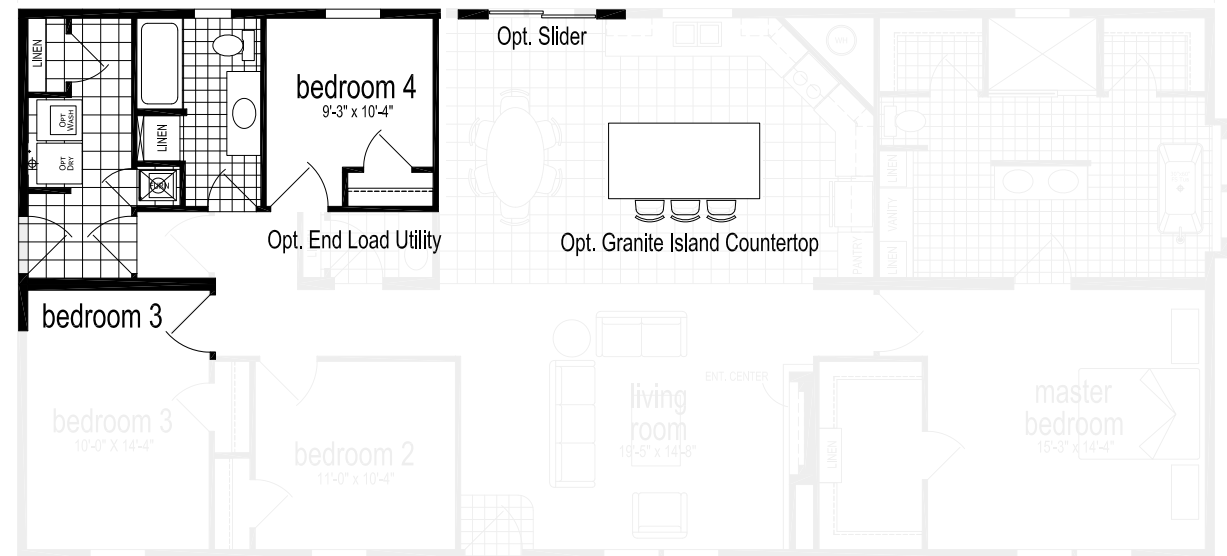 Opt. Slider
LINEN
OPT
WASH
OPT
DRY
LINEN
FURN
bedroom 4
9'-3" x 10'-4"
Opt. End Load Utility
Opt. Granite Island Countertop
WH
LINEN
VANITY
LINEN
PANTRY
bedroom 3
bedroom 3
10'-0" X 14'-4"
bedroom 2
11'-0" x 10'-4"
living
room
19'-5" x 14'-8"
ENT. CENTER
LINEN
master
bedroom
15'-3" x 14'-4"